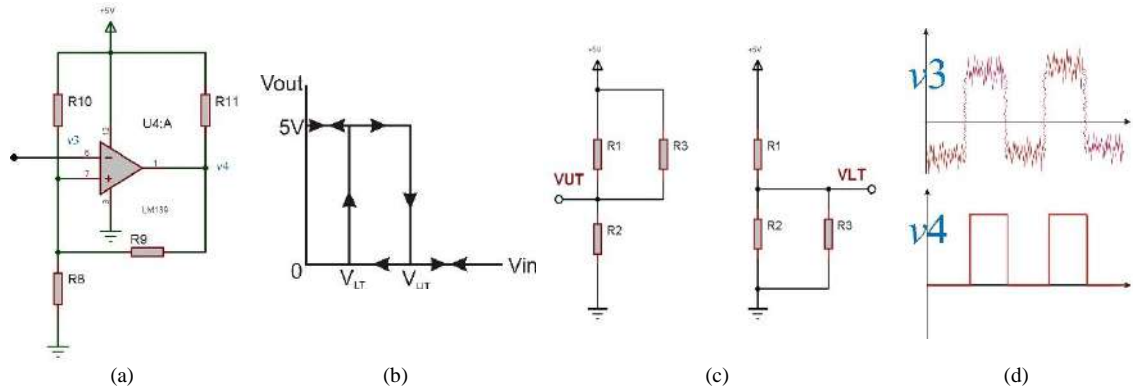 +5V
R10
R11
U4:A
v3
12
6
7
1
v4
3
LM139
R9
R8
(a)
Vout
5V
0
VLT
VUT
Vin
(b)
+5V
R1
R3
VUT
R2
+5V
R1
VLT
R2
R3
(c)
v3
v4
(d)